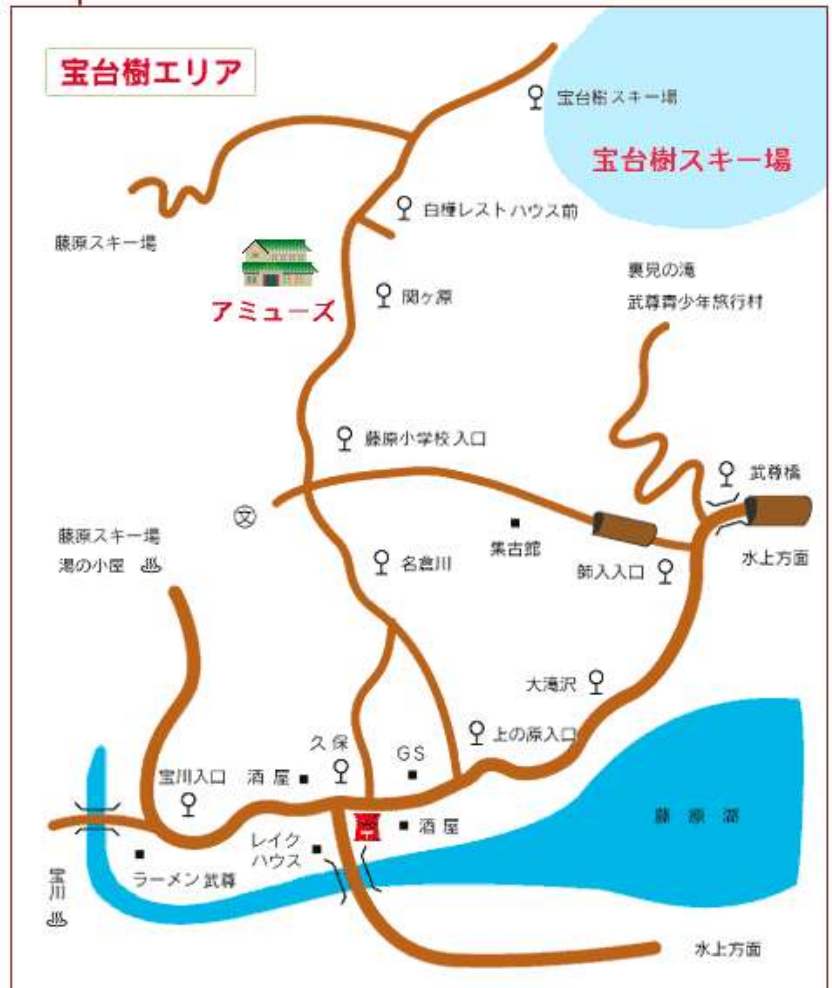 宝台樹エリア
宝台樹スキー場
宝台樹スキー場
白樺レストハウス前
藤原スキー場
アミューズ
関ヶ原
裏見の滝
武尊青少年旅行村
藤原小学校入口
武尊橋
文
集古館
藤原スキー場
湯の小屋
名倉川
師入入口
水上方面
大滝沢
上の原入口
久保
GS
宝川入口
酒屋
酒屋
藤原湖
レイク
ハウス
ラーメン武尊
宝川
水上方面